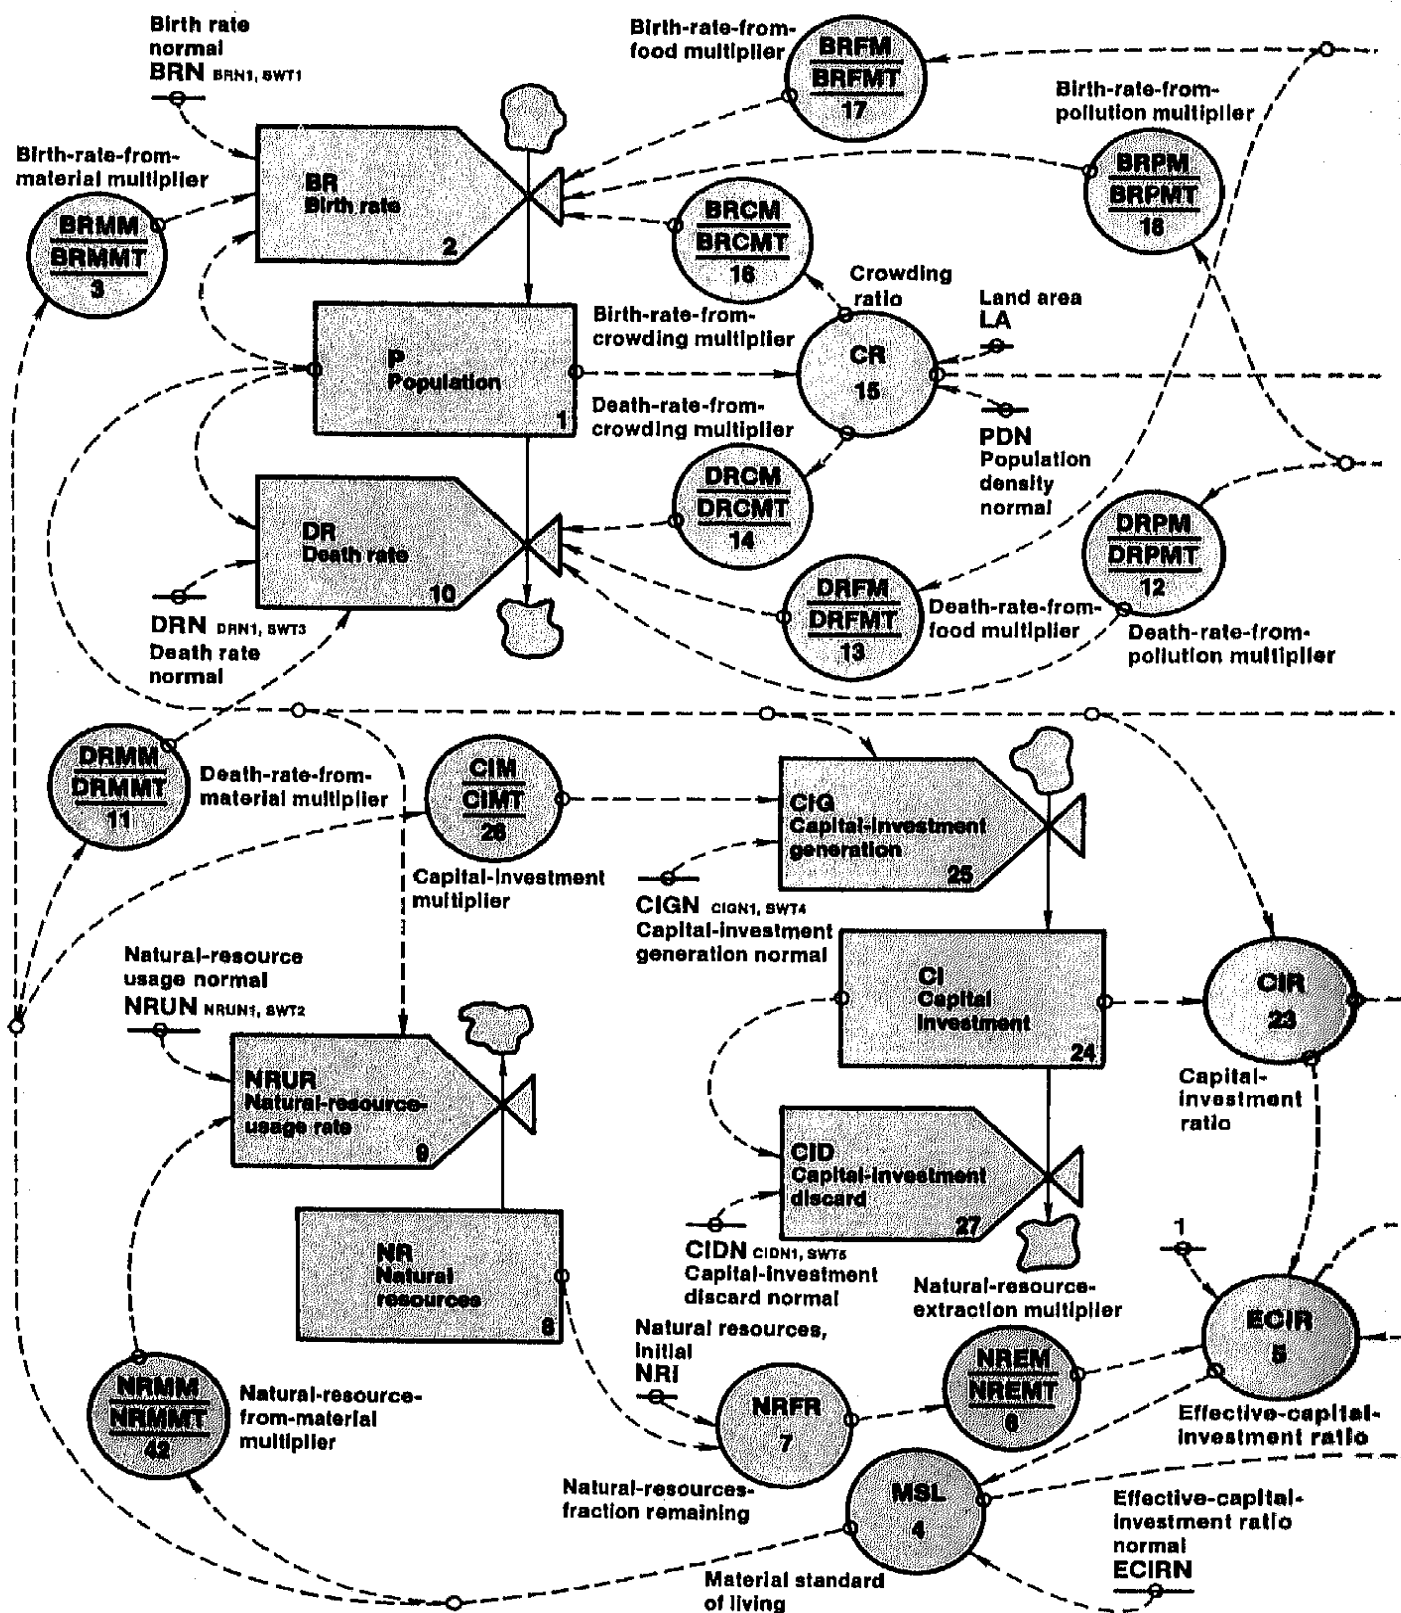 Birth rate
normal
BRN BRN1, SWT1
Birth-rate-from-
food multiplier
BRFM
BRFMT
17
Birth-rate-from-
pollution multiplier
BRPM
BRPMT
18
Birth-rate-from-
material multiplier
BRMM
BRMMT
3
BR
Birth rate
2
BRCM
BRCMT
16
Birth-rate-from-
crowding multiplier
Crowding
ratio
CR
15
Land area
LA
P
Population
1
Death-rate-from-
crowding multiplier
PDN
Population
density
normal
DRCM
DRCMT
14
DR
Death rate
10
DRPM
DRPMT
12
DRN DRN1, SWT3
Death rate
normal
DRFM
DRFMT
13
Death-rate-from-
food multiplier
Death-rate-from-
pollution multiplier
DRMM
DRMMT
11
Death-rate-from-
material multiplier
CIM
CIMT
26
Capital-investment
multiplier
CIG
Capital-investment
generation
25
CIGN CIGN1, SWT4
Capital-investment
generation normal
Natural-resource
usage normal
NRUN NRUN1, SWT2
CI
Capital
investment
24
CIR
23
Capital-
investment
ratio
NRUR
Natural-resource-
usage rate
9
CID
Capital-investment
discard
27
CIDN CIDN1, SWT5
Capital-investment
discard normal
NR
Natural
resources
8
1
Natural-resource-
extraction multiplier
ECIR
5
Natural resources,
initial
NRI
NREM
NREMT
6
NRFR
7
Effective-capital-
investment ratio
NRMM
NRMMT
42
Natural-resource-
from-material
multiplier
Natural-resources-
fraction remaining
MSL
4
Effective-capital-
investment ratio
normal
ECIRN
Material standard
of living